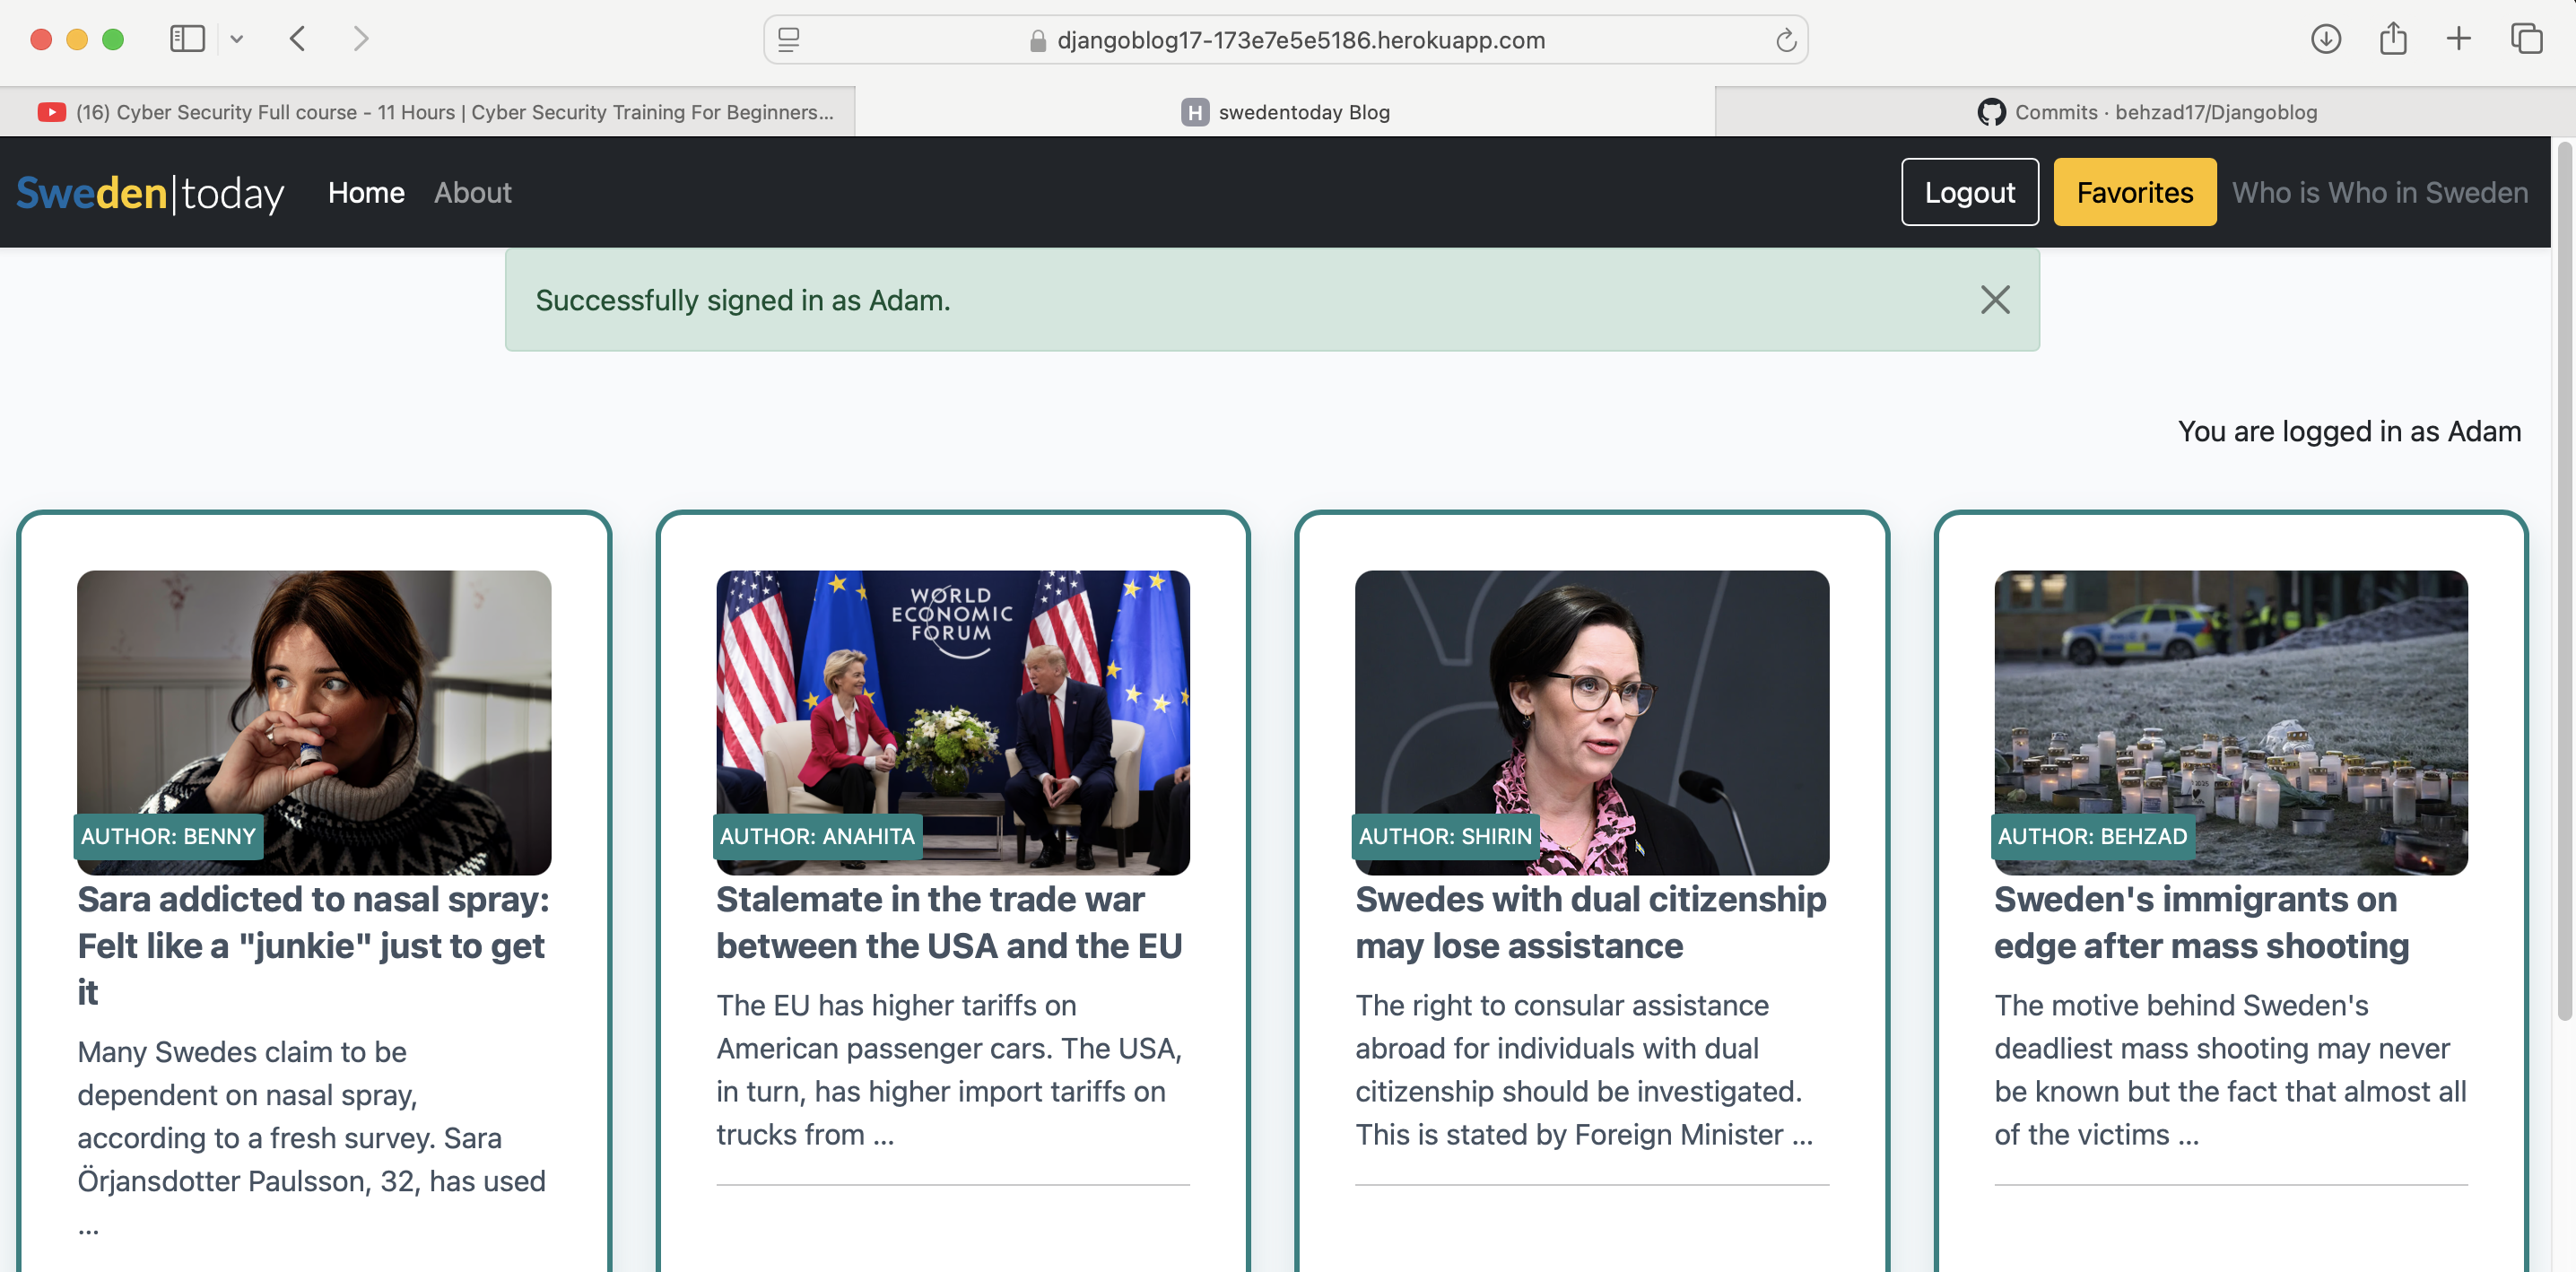 djangoblog17-173e7e5e5186.herokuapp.com
(16) Cyber Security Full course - 11 Hours | Cyber Security Training For Beginners...
H swedentoday Blog
Commits · behzad17/Djangoblog
Sweden|today
Home
About
Logout
Favorites
Who is Who in Sweden
Successfully signed in as Adam.
You are logged in as Adam
AUTHOR: BENNY
Sara addicted to nasal spray:
Felt like a "junkie" just to get
it
Many Swedes claim to be
dependent on nasal spray,
according to a fresh survey. Sara
Örjansdotter Paulsson, 32, has used
...
WORLD
ECONOMIC
FORUM
AUTHOR: ANAHITA
Stalemate in the trade war
between the USA and the EU
The EU has higher tariffs on
American passenger cars. The USA,
in turn, has higher import tariffs on
trucks from ...
AUTHOR: SHIRIN
Swedes with dual citizenship
may lose assistance
The right to consular assistance
abroad for individuals with dual
citizenship should be investigated.
This is stated by Foreign Minister ...
AUTHOR: BEHZAD
Sweden's immigrants on
edge after mass shooting
The motive behind Sweden's
deadliest mass shooting may never
be known but the fact that almost all
of the victims ...